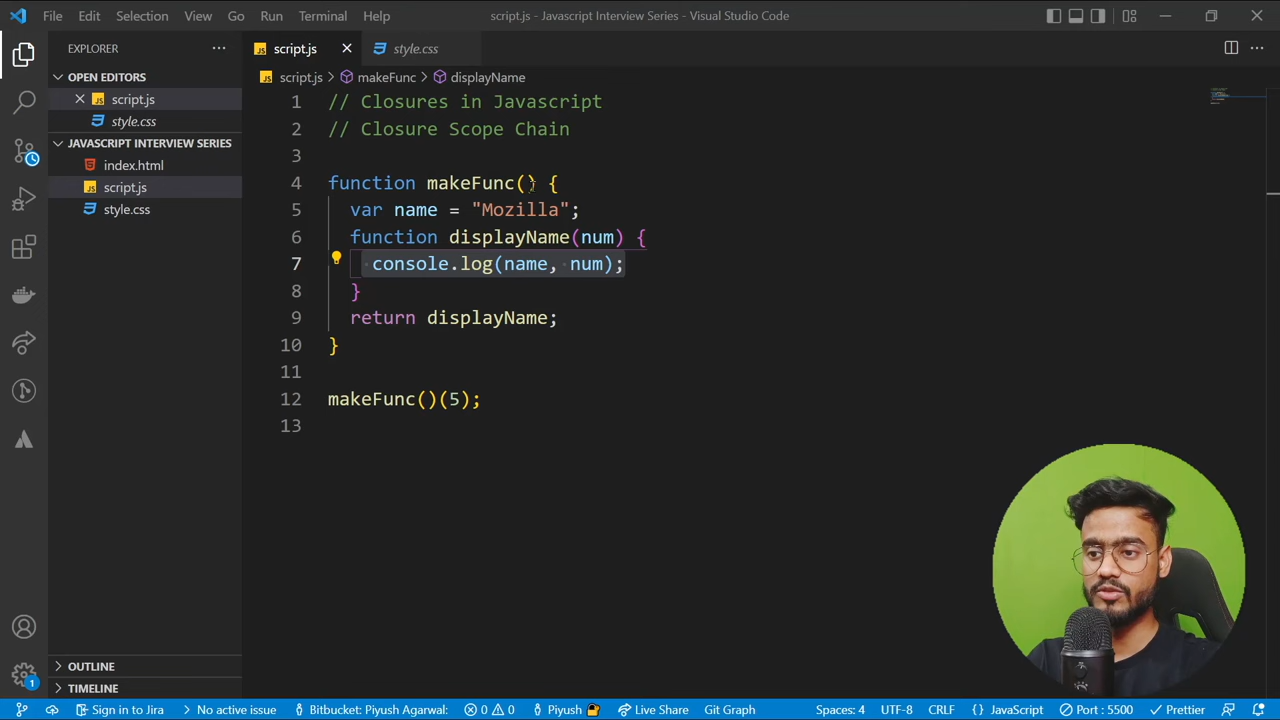 File Edit Selection View Go Run Terminal Help script.js - Javascript Interview Series - Visual Studio Code
EXPLORER
OPEN EDITORS
JS script.js
style.css
JAVASCRIPT INTERVIEW SERIES
index.html
JS script.js
style.css
OUTLINE
TIMELINE
JS script.js style.css
JS script.js > makeFunc > displayName
1 // Closures in Javascript
2 // Closure Scope Chain
3
4 function makeFunc() {
5 var name = "Mozilla";
6 function displayName(num) {
7 console.log(name, num);
8 }
9 return displayName;
10 }
11
12 makeFunc()(5);
13
1
Sign in to Jira No active issue 0 0 Bitbucket: Piyush Agarwal: Piyush Live Share Git Graph Spaces: 4 UTF-8 CRLF {} JavaScript Port : 5500 Prettier